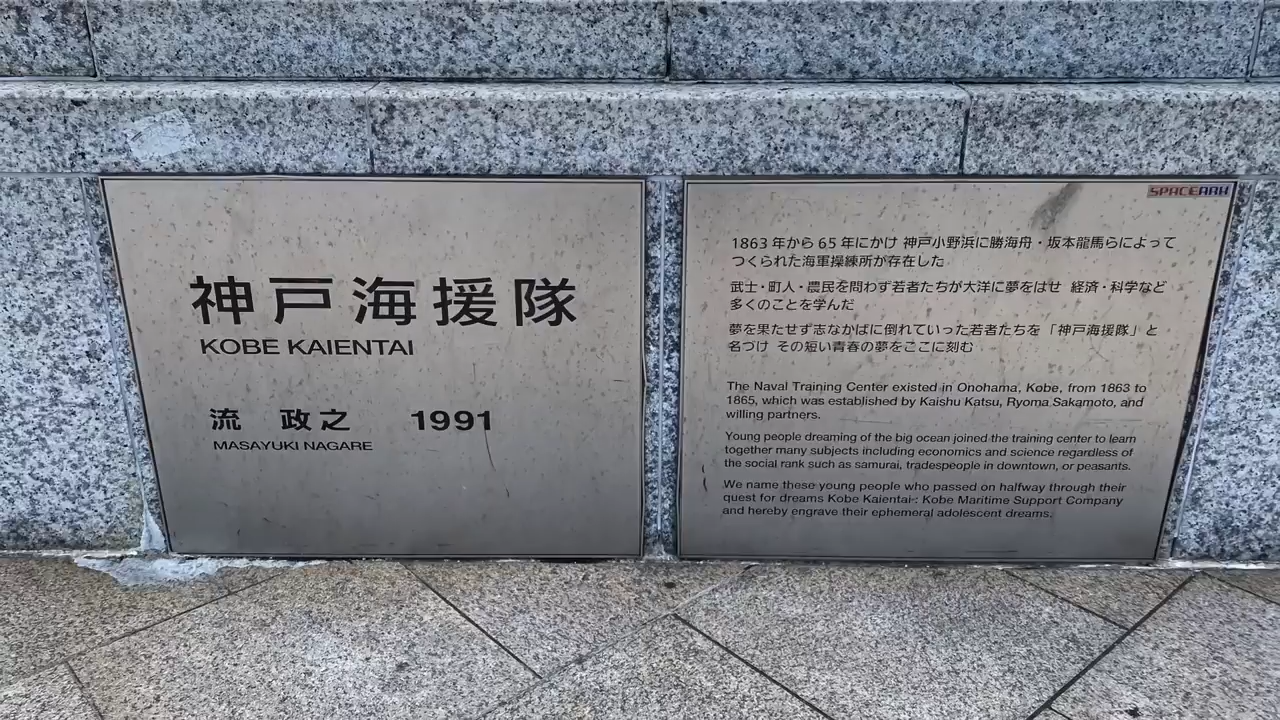 神戸海援隊
KOBE KAIENTAI
流 政之 1991
MASAYUKI NAGARE
SPACEARK
1863年から65年にかけ 神戸小野浜に勝海舟・坂本龍馬らによって
つくられた海軍操練所が存在した
武士・町人・農民を問わず若者たちが大洋に夢をはせ 経済・科学など
多くのことを学んだ
夢を果たせず志なかばに倒れていった若者たちを「神戸海援隊」と
名づけ その短い青春の夢をここに刻む
The Naval Training Center existed in Onohama, Kobe, from 1863 to
1865, which was established by Kaishu Katsu, Ryoma Sakamoto, and
willing partners.
Young people dreaming of the big ocean joined the training center to learn
together many subjects including economics and science regardless of
the social rank such as samurai, tradespeople in downtown, or peasants.
We name these young people who passed on halfway through their
quest for dreams Kobe Kaientai-: Kobe Maritime Support Company
and hereby engrave their ephemeral adolescent dreams.